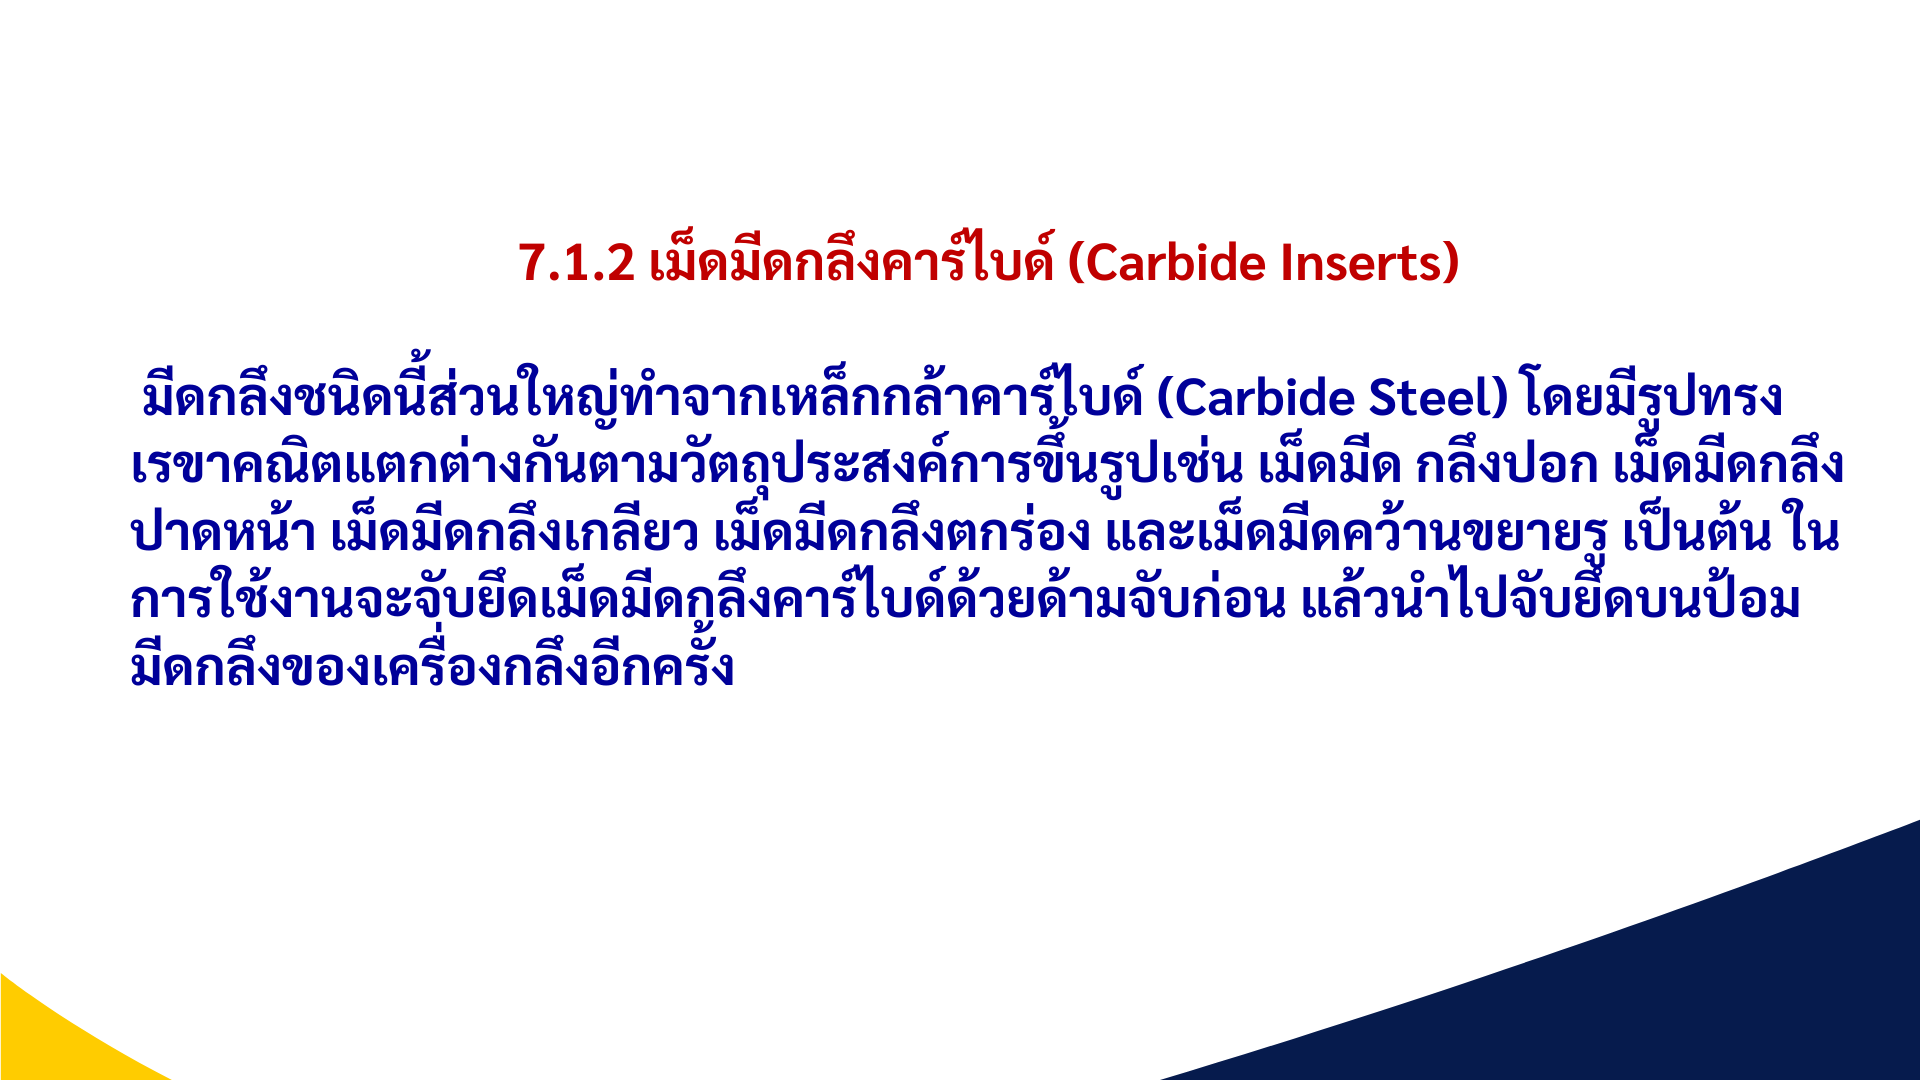 7.1.2 เม็ดมีดกลึงคาร์ไบด์ (Carbide Inserts)
มีดกลึงชนิดนี้ส่วนใหญ่ทำจากเหล็กกล้าคาร์ไบด์ (Carbide Steel) โดยมีรูปทรง
เรขาคณิตแตกต่างกันตามวัตถุประสงค์การขึ้นรูปเช่น เม็ดมีด กลึงปอก เม็ดมีดกลึง
ปาดหน้า เม็ดมีดกลึงเกลียว เม็ดมีดกลึงตกร่อง และเม็ดมีดคว้านขยายรู เป็นต้น ใน
การใช้งานจะจับยึดเม็ดมีดกลึงคาร์ไบด์ด้วยด้ามจับก่อน แล้วนำไปจับยึดบนป้อม
มีดกลึงของเครื่องกลึงอีกครั้ง